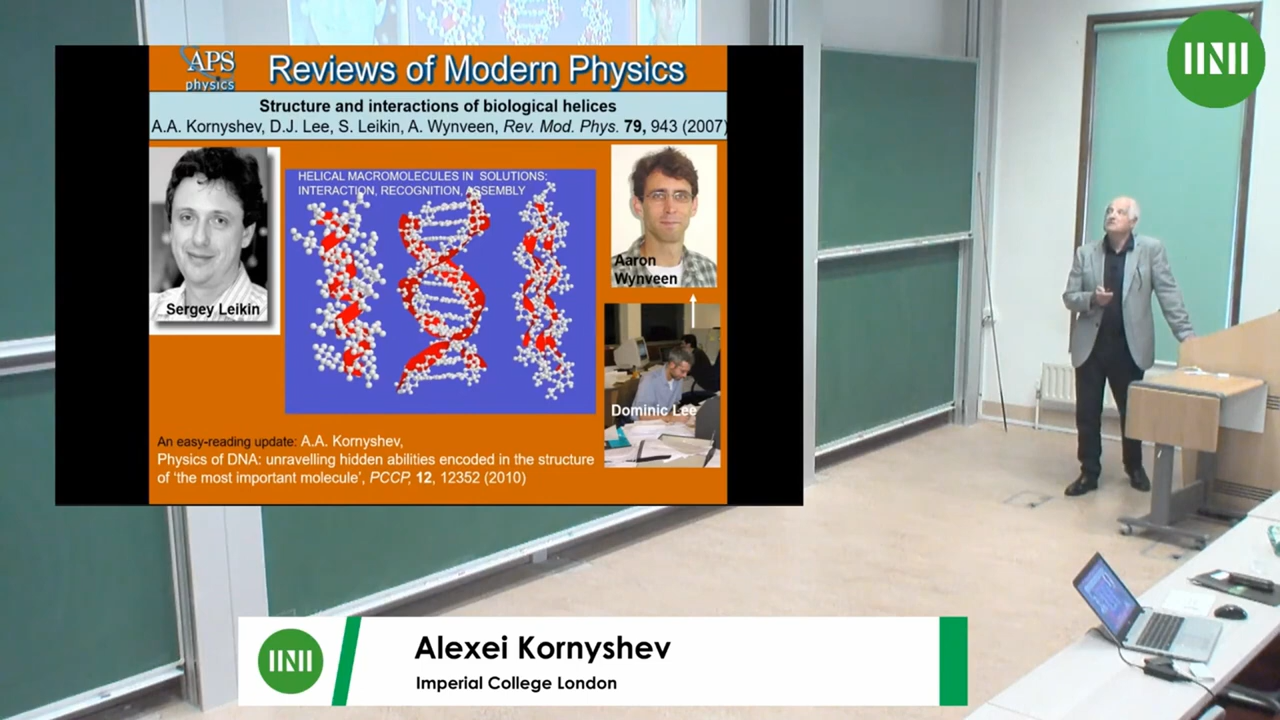 APS
physics
Reviews of Modern Physics
Structure and interactions of biological helices
A.A. Kornyshev, D.J. Lee, S. Leikin, A. Wynveen, Rev. Mod. Phys. 79, 943 (2007)
HELICAL MACROMOLECULES IN SOLUTIONS:
INTERACTION, RECOGNITION, ASSEMBLY
Sergey Leikin
Aaron
Wynveen
Dominic Lee
An easy-reading update: A.A. Kornyshev,
Physics of DNA: unravelling hidden abilities encoded in the structure
of ‘the most important molecule’, PCCP, 12, 12352 (2010)
Alexei Kornyshev
Imperial College London